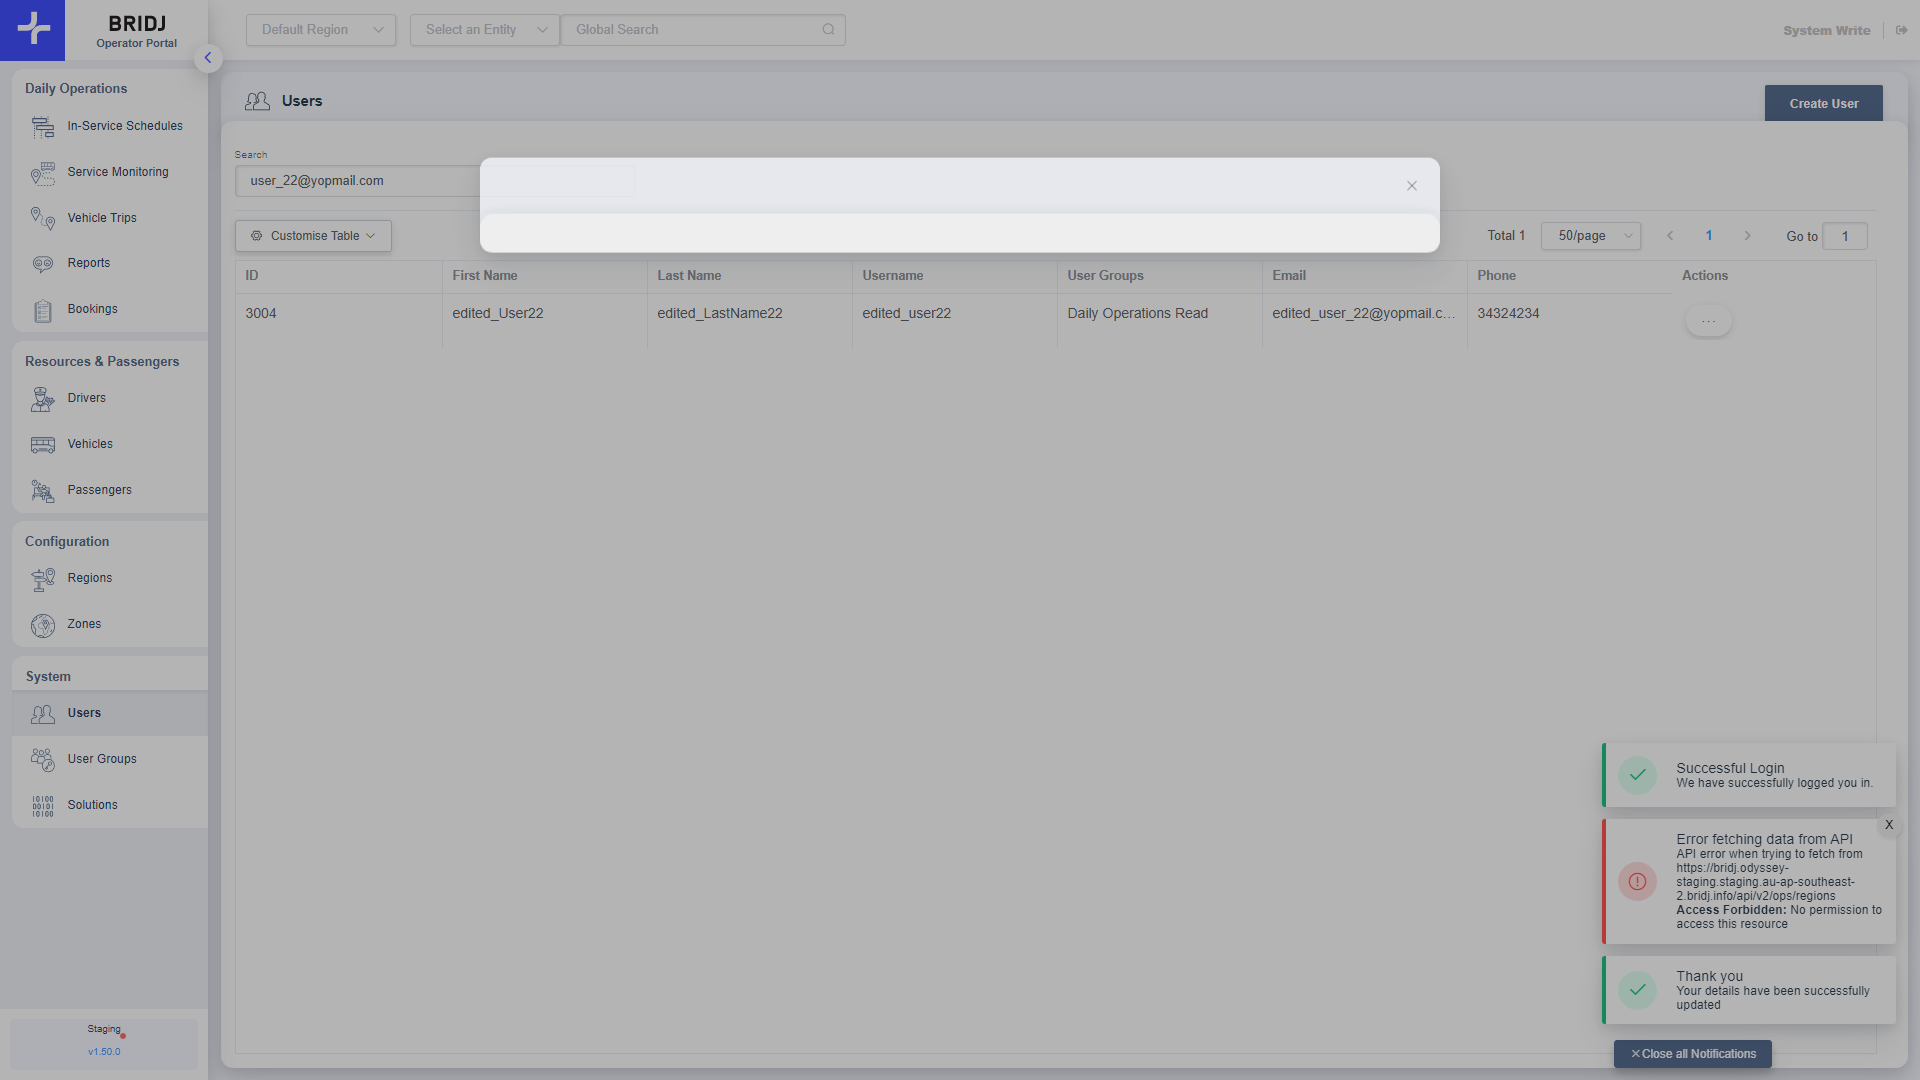 BRIDJ
Operator Portal
Default Region
Select an Entity
Global Search
System Write
Daily Operations
In-Service Schedules
Service Monitoring
Vehicle Trips
Reports
Bookings
Resources & Passengers
Drivers
Vehicles
Passengers
Configuration
Regions
Zones
System
Users
User Groups
Solutions
Staging
v1.50.0
Users
Create User
Search
user_22@yopmail.com
Customise Table
Total 1
50/page
1
Go to
1
ID
First Name
Last Name
Username
User Groups
Email
Phone
Actions
3004
edited_User22
edited_LastName22
edited_user22
Daily Operations Read
edited_user_22@yopmail.c...
34324234
...
Successful Login
We have successfully logged you in.
X
Error fetching data from API
API error when trying to fetch from
https://bridj.odyssey-
staging.staging.au-ap-southeast-
2.bridj.info/api/v2/ops/regions
Access Forbidden: No permission to
access this resource
Thank you
Your details have been successfully
updated
Close all Notifications